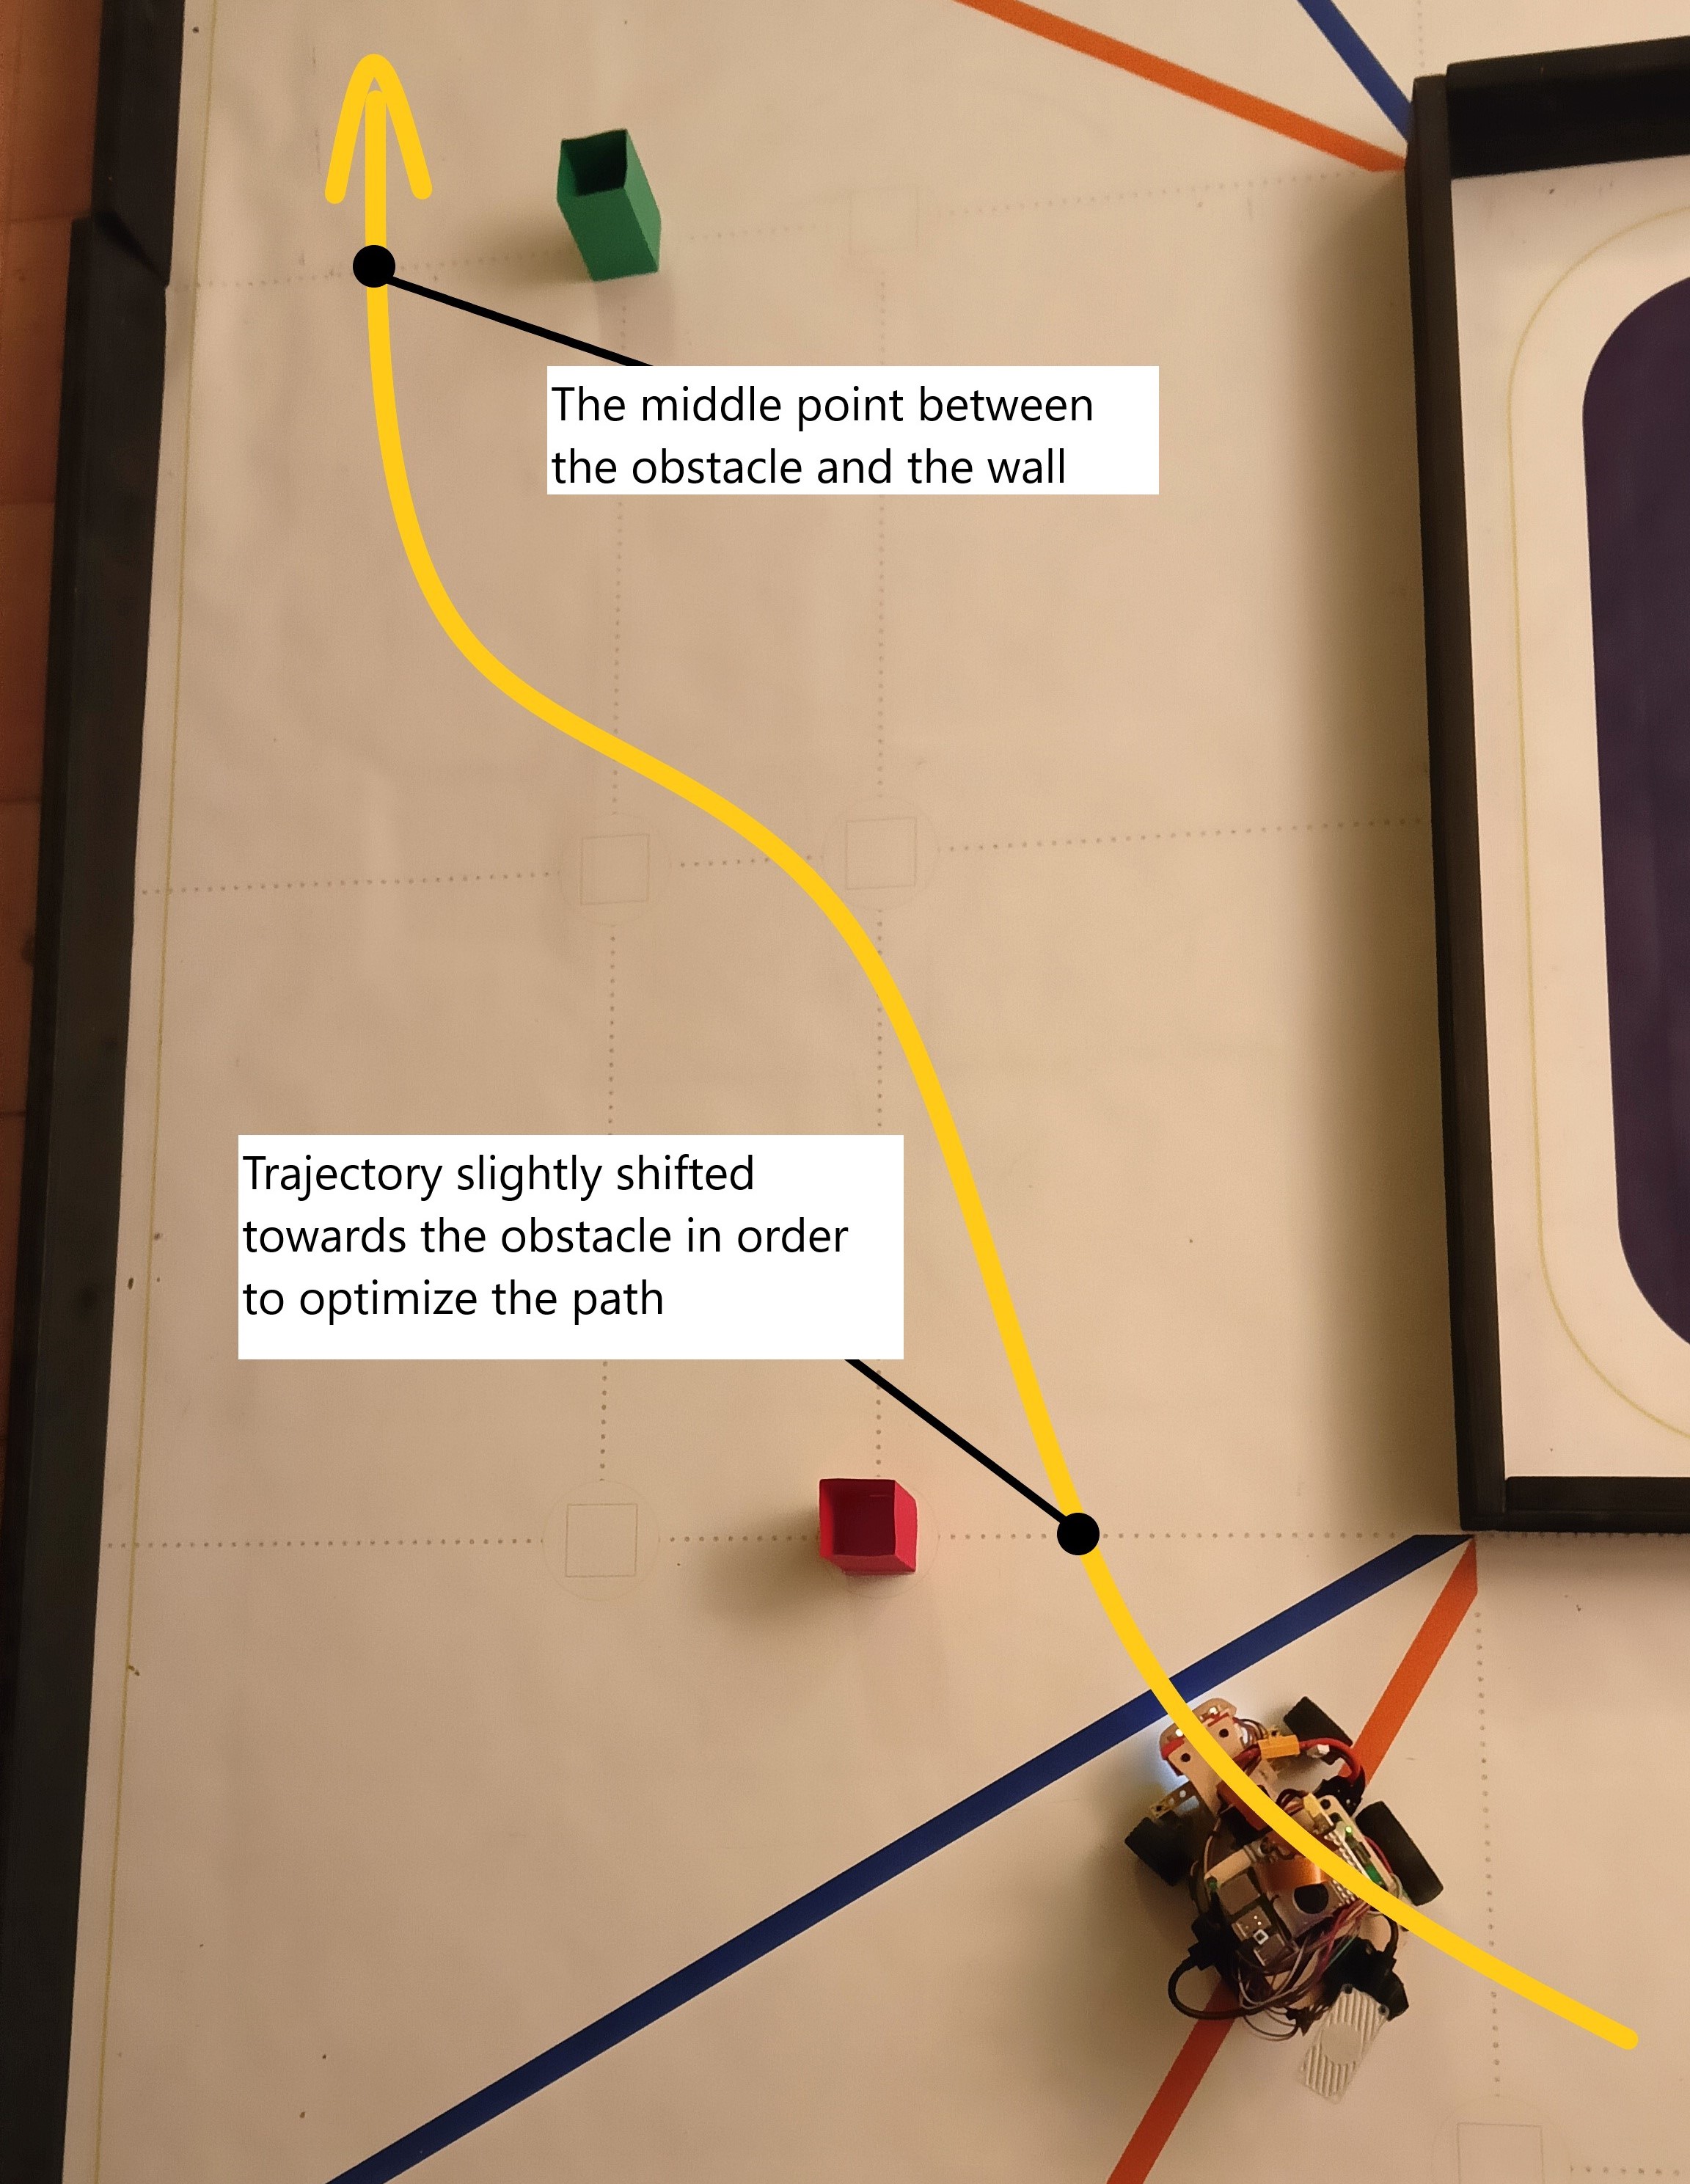 The middle point between
the obstacle and the wall
Trajectory slightly shifted
towards the obstacle in order
to optimize the path